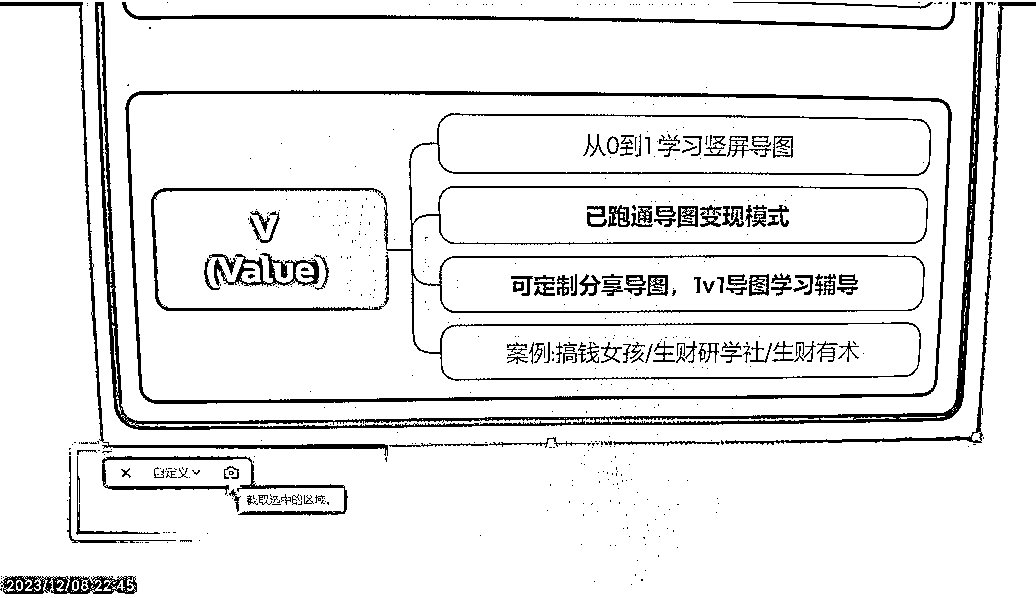 V
(Value)
从0到1学习竖屏导图
已跑通导图变现模式
可定制分享导图，1v1导图学习辅导
案例:搞钱女孩/生财研学社/生财有术
× 自定义
截取选中的区域。
2023/12/08 22:45